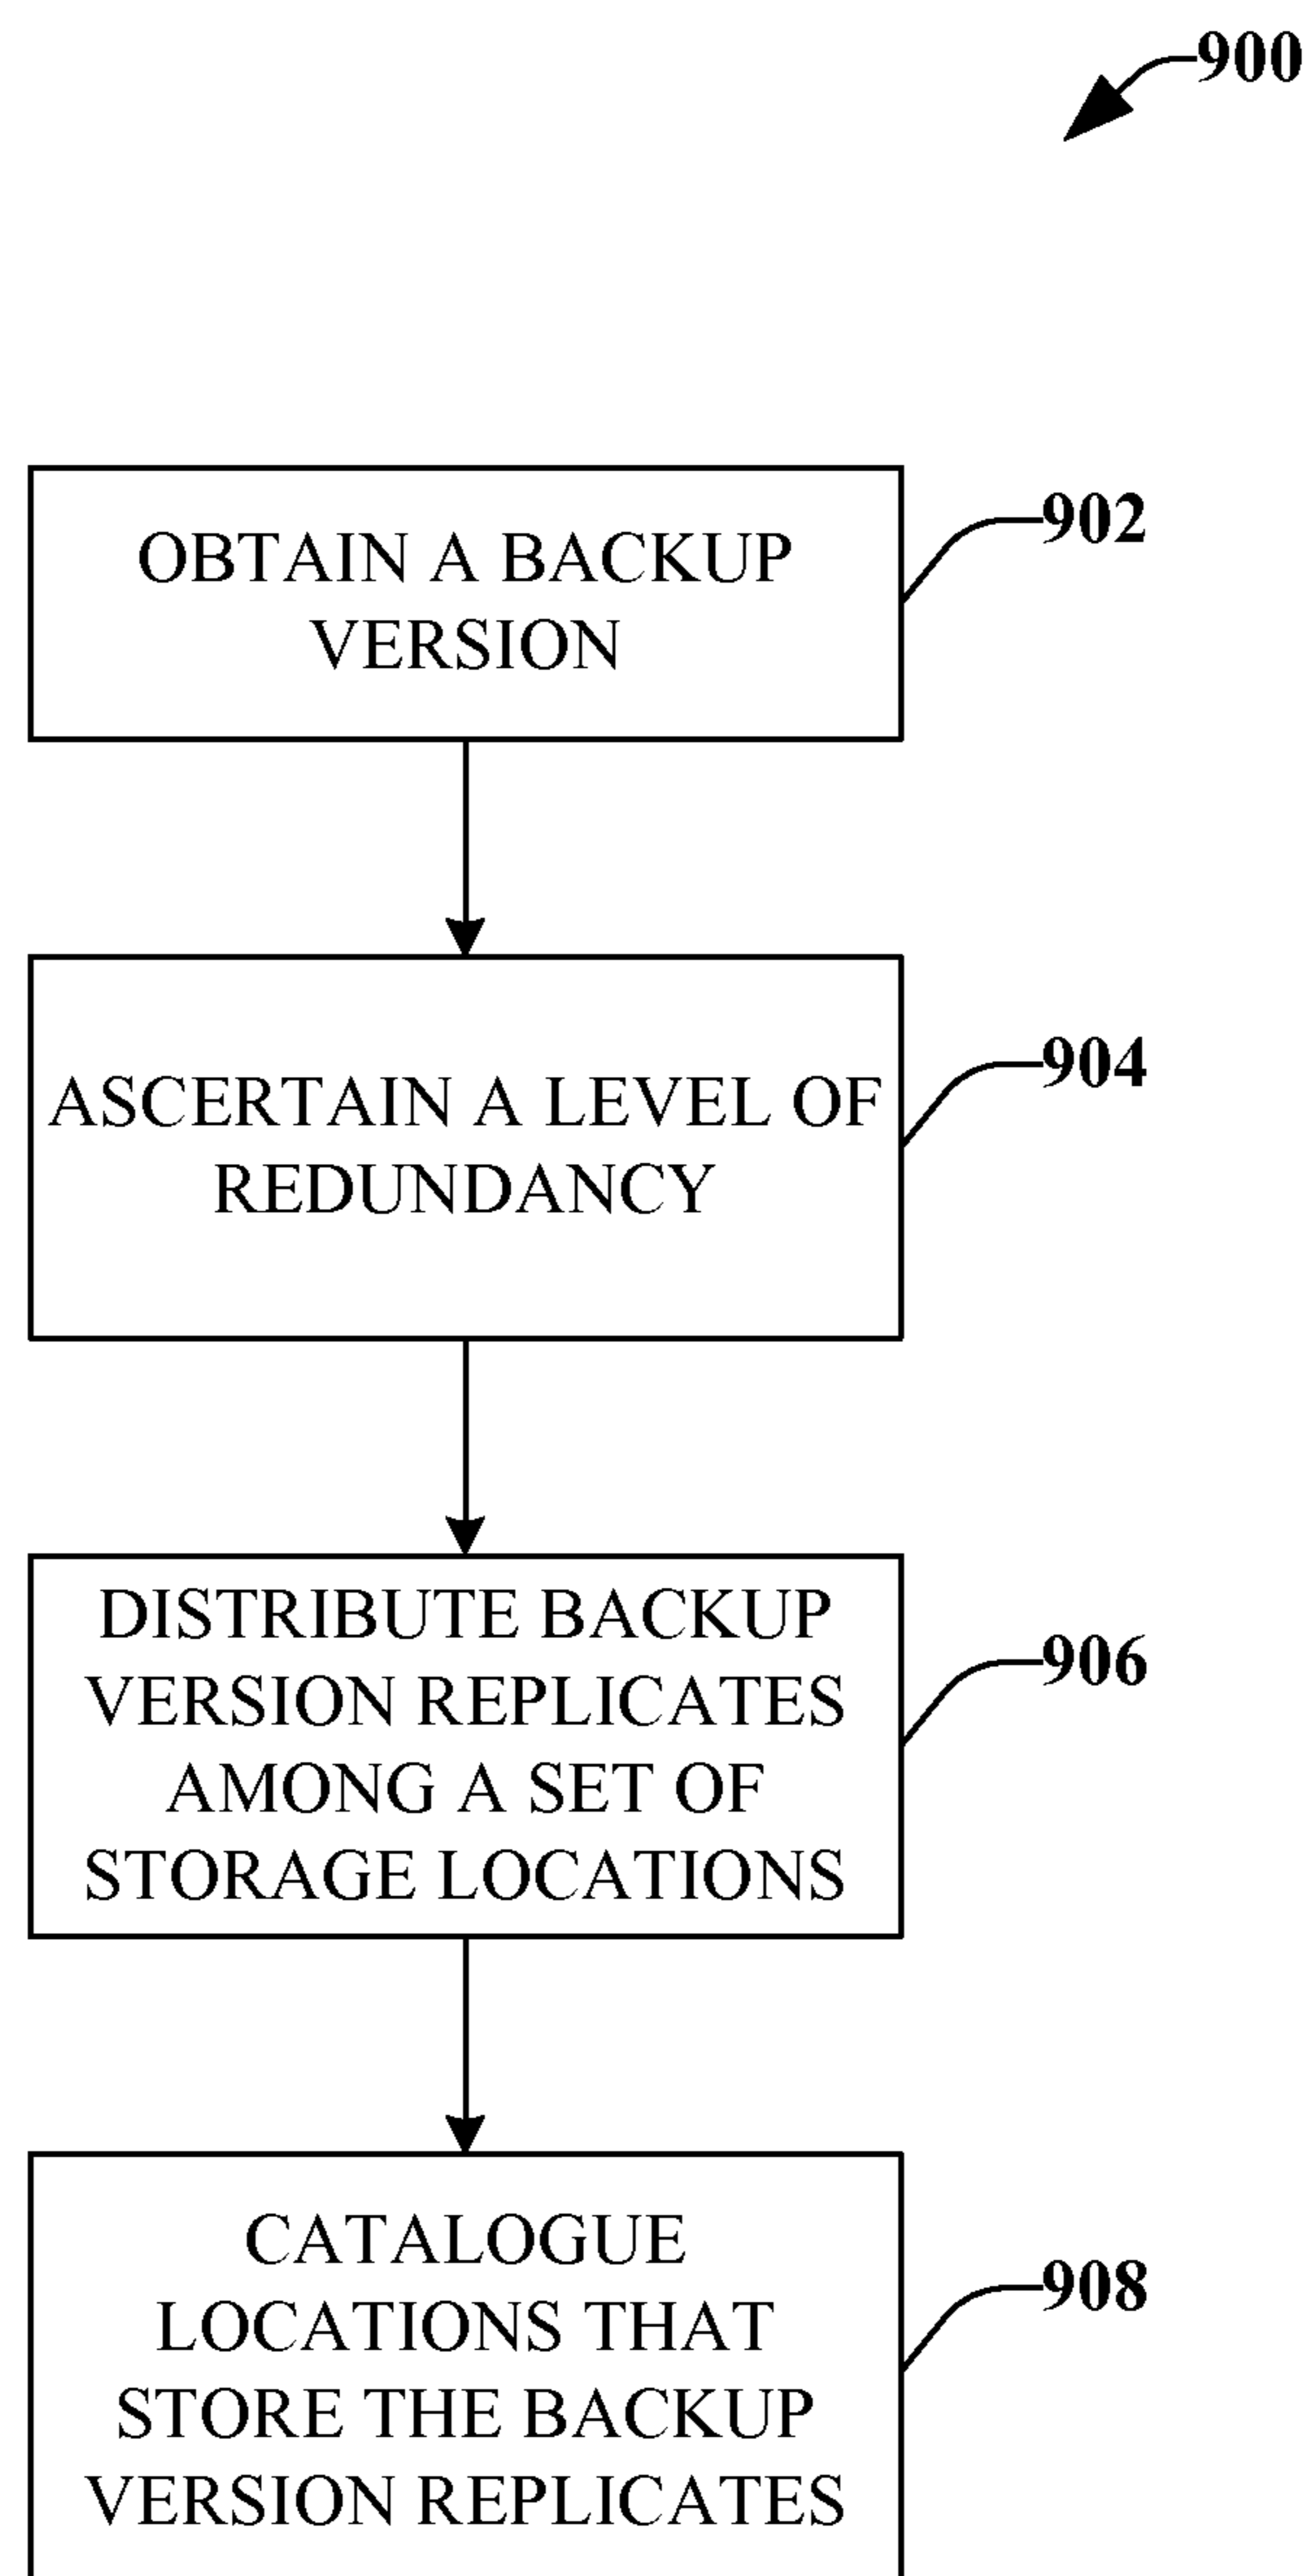 900
OBTAIN A BACKUP
VERSION
902
ASCERTAIN A LEVEL OF
REDUNDANCY
904
DISTRIBUTE BACKUP
VERSION REPLICATES
AMONG A SET OF
STORAGE LOCATIONS
906
CATALOGUE
LOCATIONS THAT
STORE THE BACKUP
VERSION REPLICATES
908